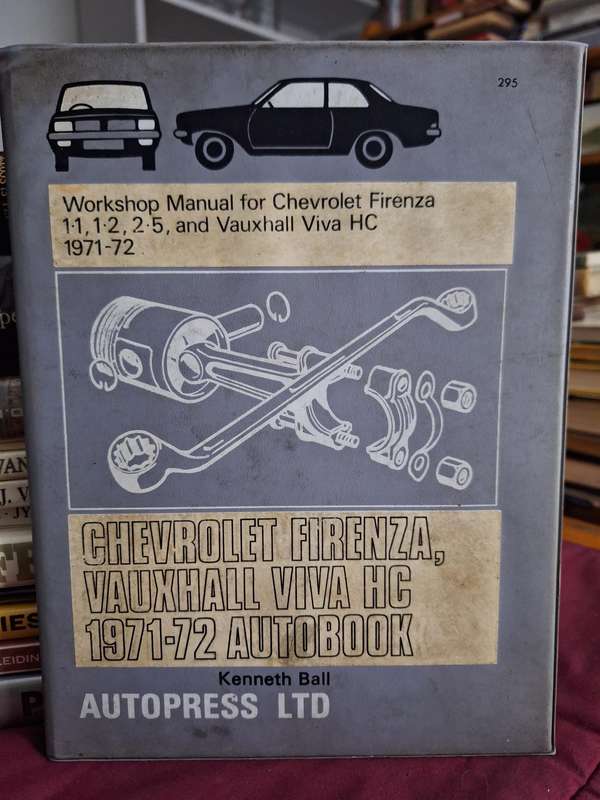 295
Workshop Manual for Chevrolet Firenza
1·1, 1·2, 2·5, and Vauxhall Viva HC
1971-72
CHEVROLET FIRENZA,
VAUXHALL VIVA HC
1971-72 AUTOBOOK
Kenneth Ball
AUTOPRESS LTD